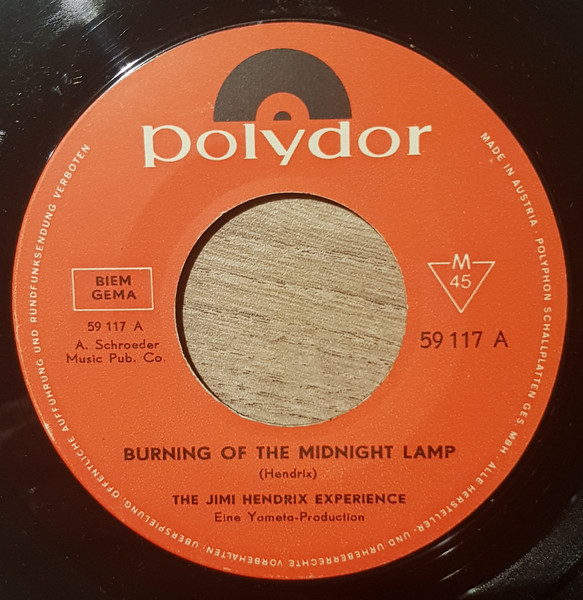 polydor
BIEM
GEMA
59 117 A
A. Schroeder
Music Pub. Co.
M
45
59 117 A
BURNING OF THE MIDNIGHT LAMP
(Hendrix)
THE JIMI HENDRIX EXPERIENCE
Eine Yameta-Production
MADE IN AUSTRIA · POLYPHON SCHALLPLATTEN GES. MBH · ALLE HERSTELLER- UND URHEBERRECHTE VORBEHALTEN · ÜBERSPIELUNG, ÖFFENTLICHE AUFFÜHRUNG UND RUNDFUNKSENDUNG VERBOTEN